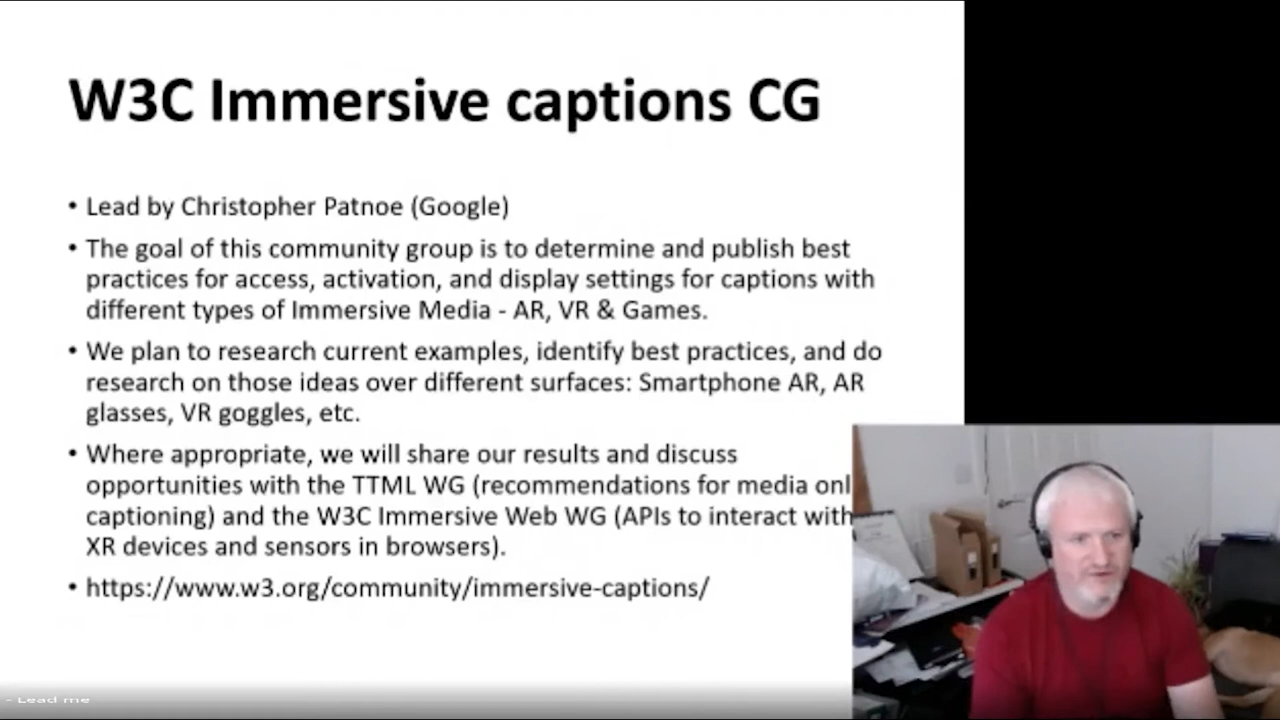 W3C Immersive captions CG
• Lead by Christopher Patnoe (Google)
• The goal of this community group is to determine and publish best
practices for access, activation, and display settings for captions with
different types of Immersive Media - AR, VR & Games.
• We plan to research current examples, identify best practices, and do
research on those ideas over different surfaces: Smartphone AR, AR
glasses, VR goggles, etc.
• Where appropriate, we will share our results and discuss
opportunities with the TTML WG (recommendations for media onl
captioning) and the W3C Immersive Web WG (APIs to interact with
XR devices and sensors in browsers).
• https://www.w3.org/community/immersive-captions/
- Lead me